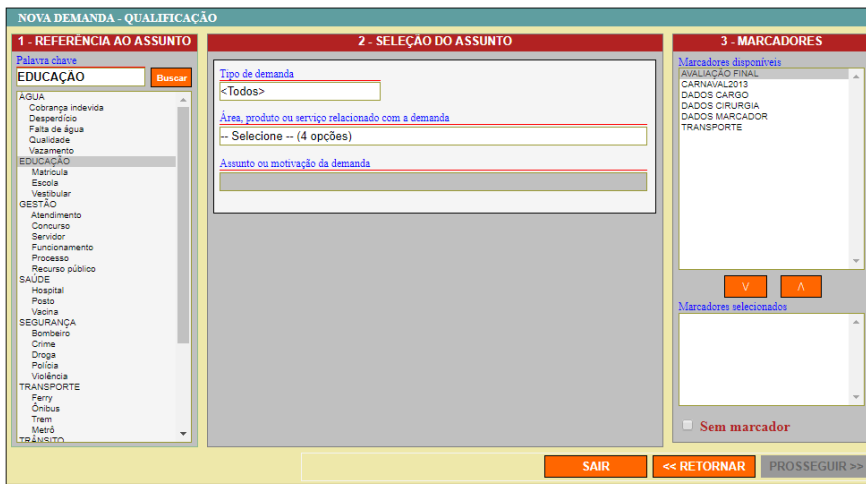 NOVA DEMANDA - QUALIFICAÇÃO
1 - REFERÊNCIA AO ASSUNTO
Palavra chave
EDUCAÇÃO
Buscar
ÁGUA
Cobrança indevida
Desperdício
Falta de água
Qualidade
Vazamento
EDUCAÇÃO
Matricula
Escola
Vestibular
GESTÃO
Atendimento
Concurso
Servidor
Funcionamento
Processo
Recurso público
SAÚDE
Hospital
Posto
Vacina
SEGURANÇA
Bombeiro
Crime
Droga
Polícia
Violência
TRANSPORTE
Ferry
Ônibus
Trem
Metrô
TRÂNSITO
2 - SELEÇÃO DO ASSUNTO
Tipo de demanda
<Todos>
Área, produto ou serviço relacionado com a demanda
-- Selecione -- (4 opções)
Assunto ou motivação da demanda
3 - MARCADORES
Marcadores disponíveis
AVALIAÇÃO FINAL
CARNAVAL2013
DADOS CARGO
DADOS CIRURGIA
DADOS MARCADOR
TRANSPORTE
V
Λ
Marcadores selecionados
Sem marcador
SAIR
<< RETORNAR
PROSSEGUIR >>